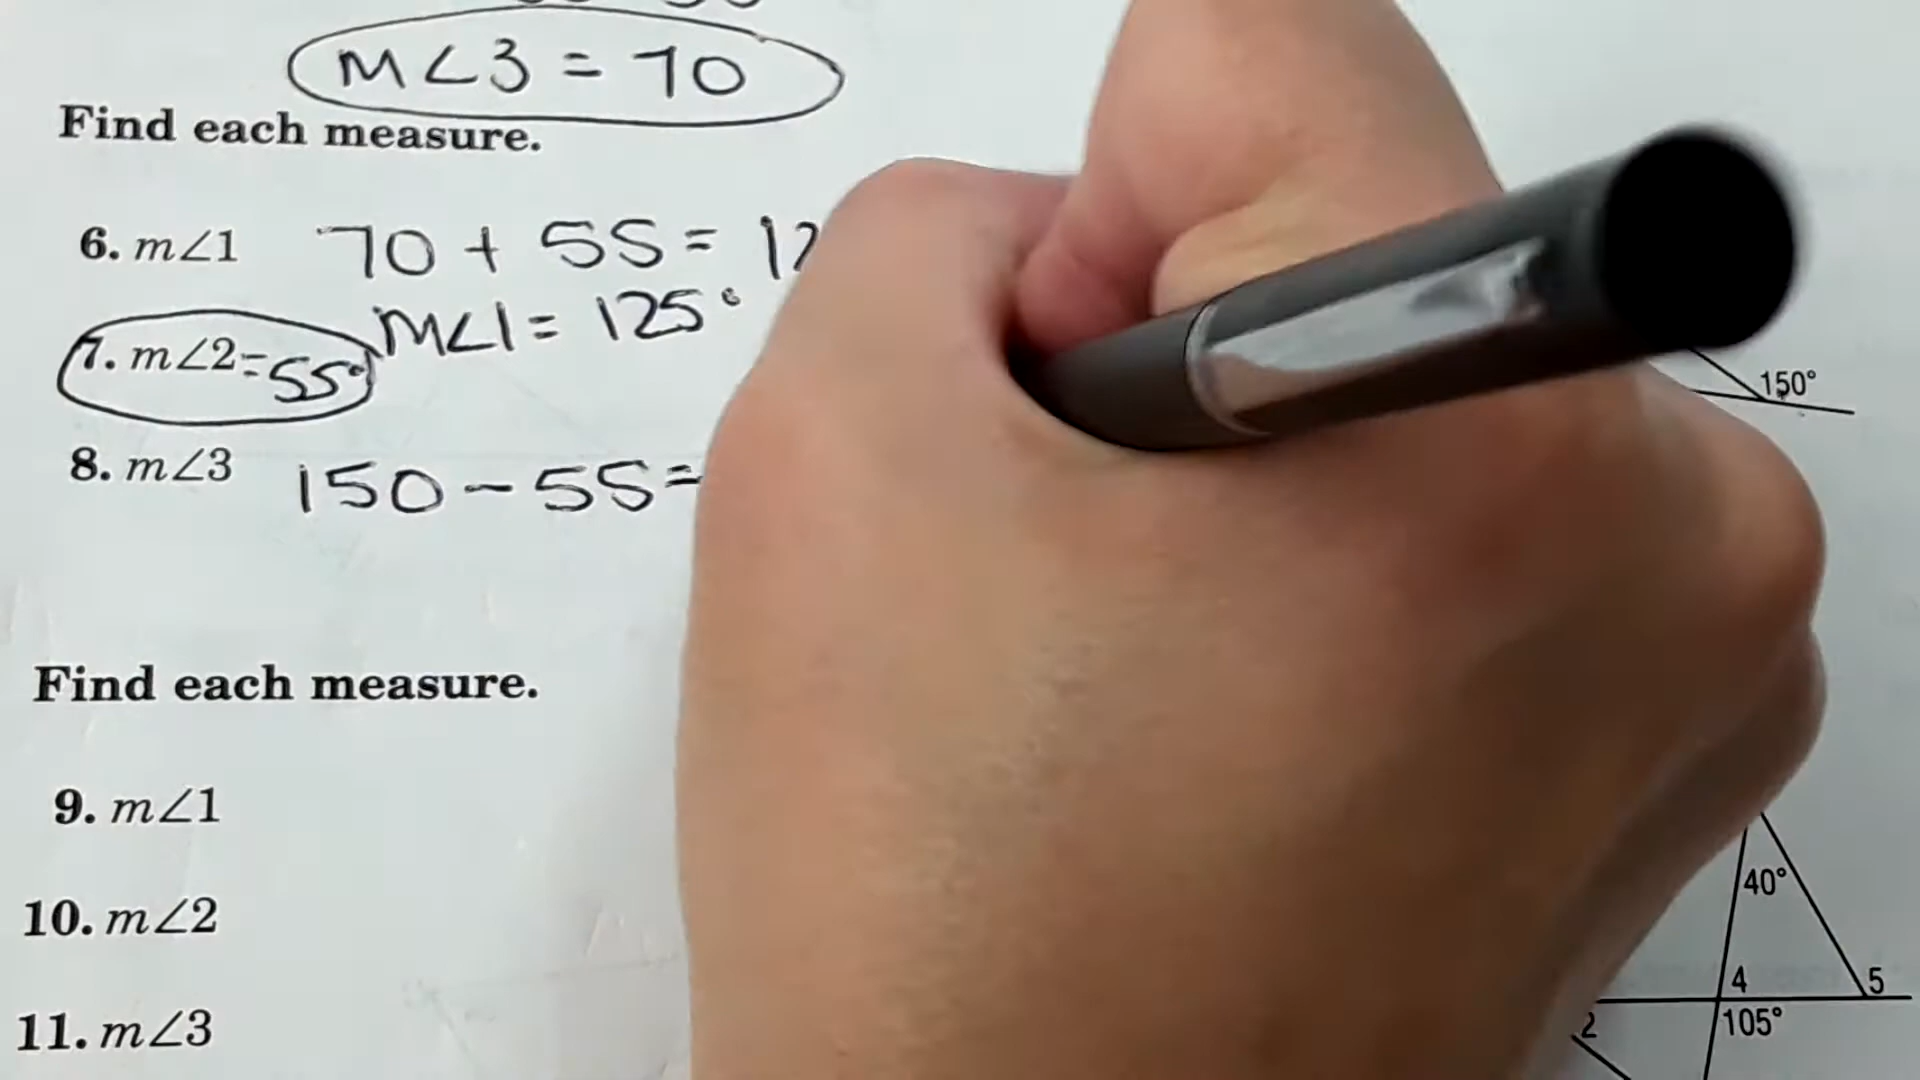 m∠3 = 70
Find each measure.
6. m∠1 70 + 55 = 12
m∠1 = 125°
7. m∠2 = 55°
150°
8. m∠3 150 - 55 =
Find each measure.
9. m∠1
40°
10. m∠2
4 5
2 105°
11. m∠3